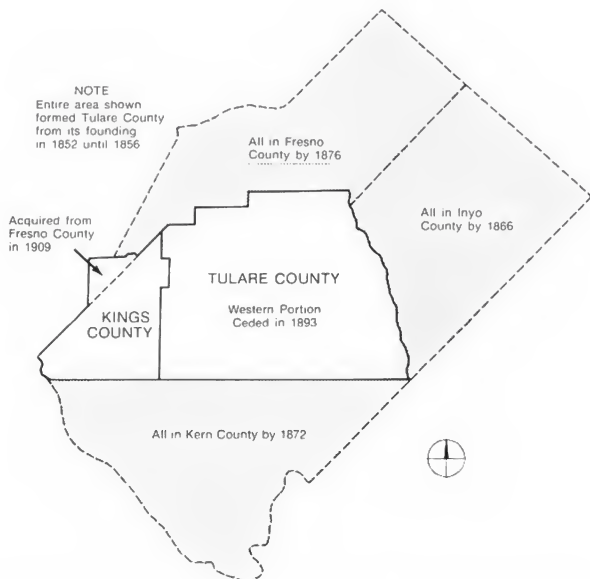 NOTE
Entire area shown
formed Tulare County
from its founding
in 1852 until 1856
All in Fresno
County by 1876
All in Inyo
County by 1866
Acquired from
Fresno County
in 1909
TULARE COUNTY
Western Portion
Ceded in 1893
KINGS
COUNTY
All in Kern County by 1872